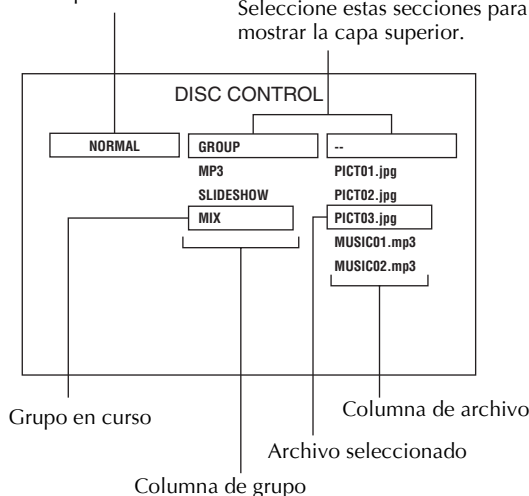 Seleccione estas secciones para
mostrar la capa superior.
DISC CONTROL
NORMAL
GROUP
--
MP3
PICT01.jpg
SLIDESHOW
PICT02.jpg
MIX
PICT03.jpg
MUSIC01.mp3
MUSIC02.mp3
Grupo en curso
Columna de archivo
Archivo seleccionado
Columna de grupo